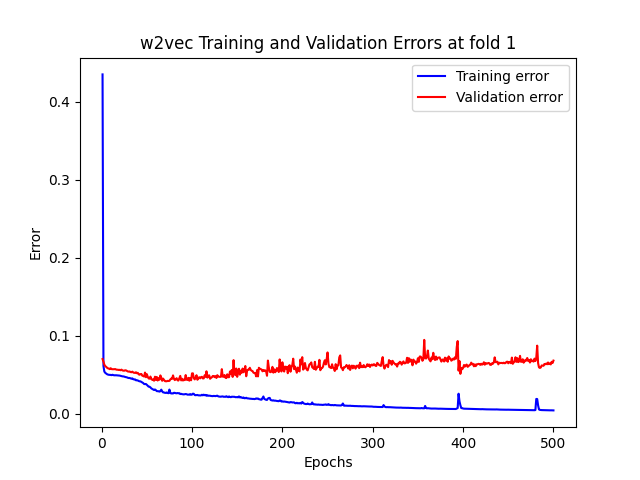 w2vec Training and Validation Errors at fold 1
Training error
Validation error
Error
0.4
0.3
0.2
0.1
0.0
0
100
200
300
400
500
Epochs